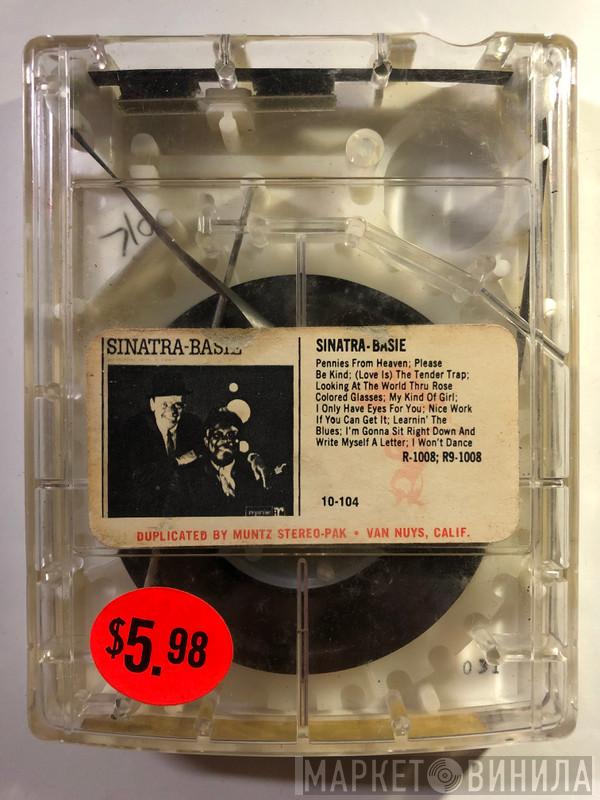 SINATRA-BASIE
SINATRA-BASIE
Pennies From Heaven; Please
Be Kind; (Love Is) The Tender Trap;
Looking At The World Thru Rose
Colored Glasses; My Kind Of Girl;
I Only Have Eyes For You; Nice Work
If You Can Get It; Learnin' The
Blues; I'm Gonna Sit Right Down And
Write Myself A Letter; I Won't Dance
R-1008; R9-1008
reprise
10-104
DUPLICATED BY MUNTZ STEREO-PAK • VAN NUYS, CALIF.
$5.98
031
МАРКЕТ ВИНИЛА